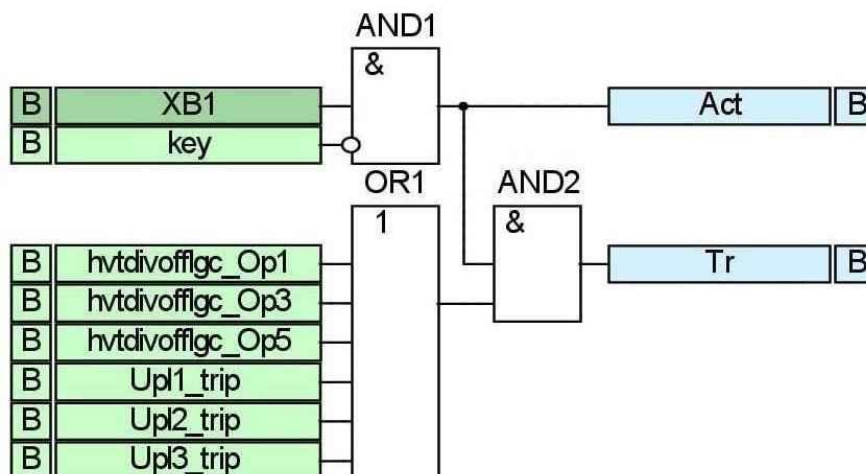 AND1
&
B XB1 Act B
B key
OR1 AND2
1 &
B hvtdivofflgc_Op1 Tr B
B hvtdivofflgc_Op3
B hvtdivofflgc_Op5
B Upl1_trip
B Upl2_trip
B Upl3_trip